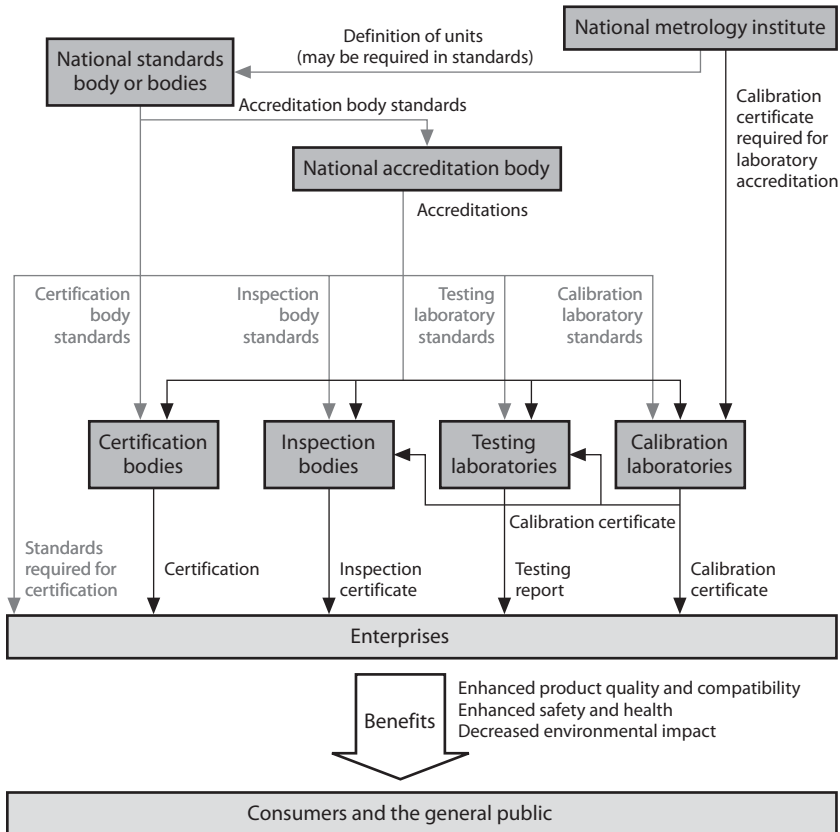 National metrology institute
Definition of units
(may be required in standards)
National standards
body or bodies
Accreditation body standards
Calibration
certificate
required for
laboratory
accreditation
National accreditation body
Accreditations
Certification
body
standards
Inspection
body
standards
Testing
laboratory
standards
Calibration
laboratory
standards
Certification
bodies
Inspection
bodies
Testing
laboratories
Calibration
laboratories
Calibration certificate
Standards
required for
certification
Certification
Inspection
certificate
Testing
report
Calibration
certificate
Enterprises
Benefits
Enhanced product quality and compatibility
Enhanced safety and health
Decreased environmental impact
Consumers and the general public